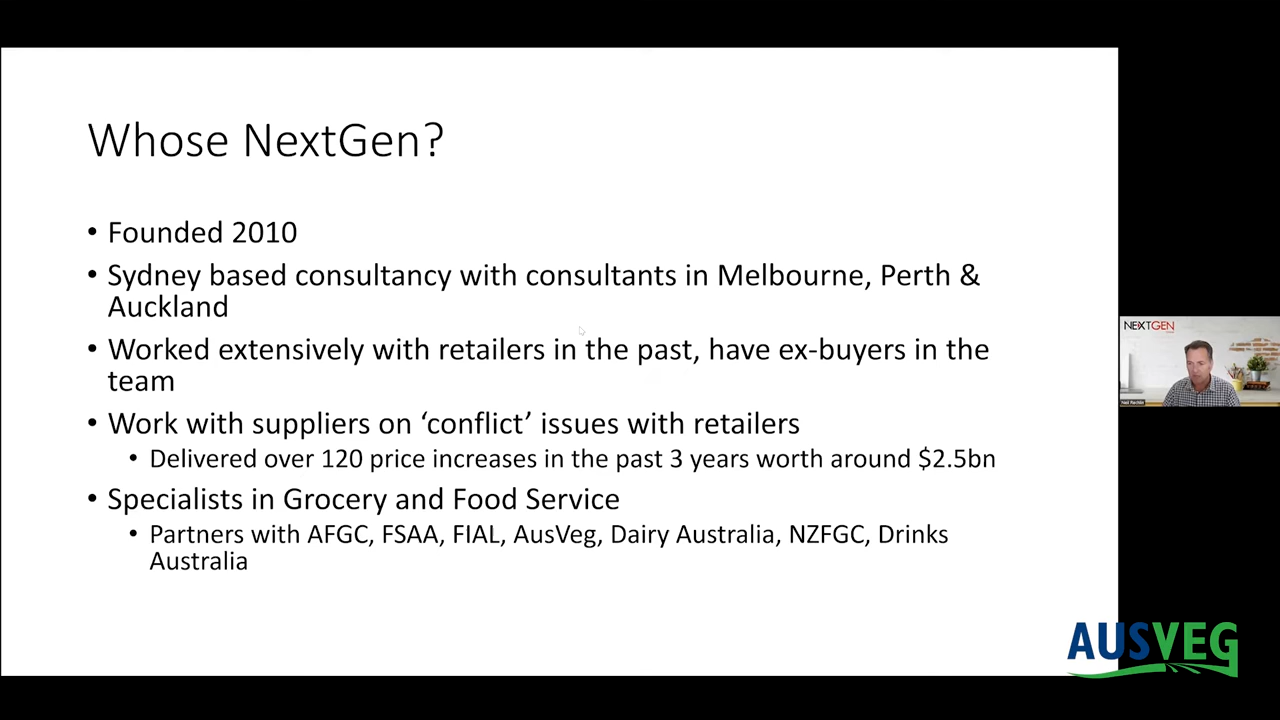 Whose NextGen?
• Founded 2010
• Sydney based consultancy with consultants in Melbourne, Perth &
Auckland
• Worked extensively with retailers in the past, have ex-buyers in the
team
• Work with suppliers on ‘conflict’ issues with retailers
• Delivered over 120 price increases in the past 3 years worth around $2.5bn
• Specialists in Grocery and Food Service
• Partners with AFGC, FSAA, FIAL, AusVeg, Dairy Australia, NZFGC, Drinks
Australia
NEXTGEN
AUSVEG